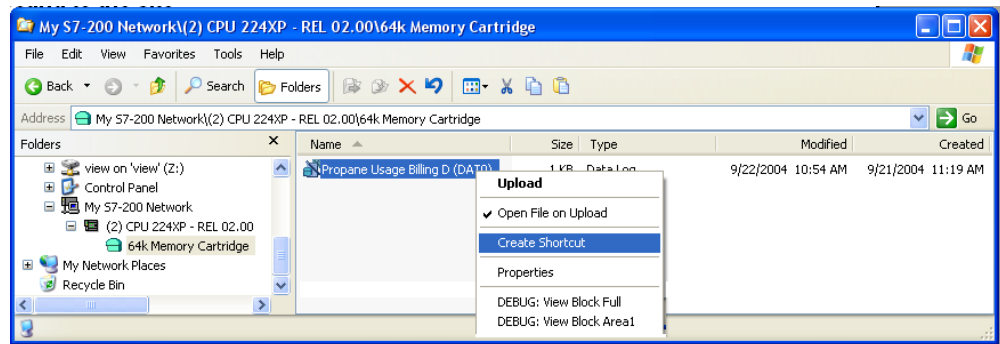 My S7-200 Network\(2) CPU 224XP - REL 02.00\64k Memory Cartridge
File Edit View Favorites Tools Help
Back Search Folders
Address My S7-200 Network\(2) CPU 224XP - REL 02.00\64k Memory Cartridge Go
Folders Name Size Type Modified Created
view on 'view' (Z:) Propane Usage Billing D (DAT0) 1 KB Data Log 9/22/2004 10:54 AM 9/21/2004 11:19 AM
Control Panel
My S7-200 Network
(2) CPU 224XP - REL 02.00
64k Memory Cartridge
My Network Places
Recycle Bin
Upload
Open File on Upload
Create Shortcut
Properties
DEBUG: View Block Full
DEBUG: View Block Area1